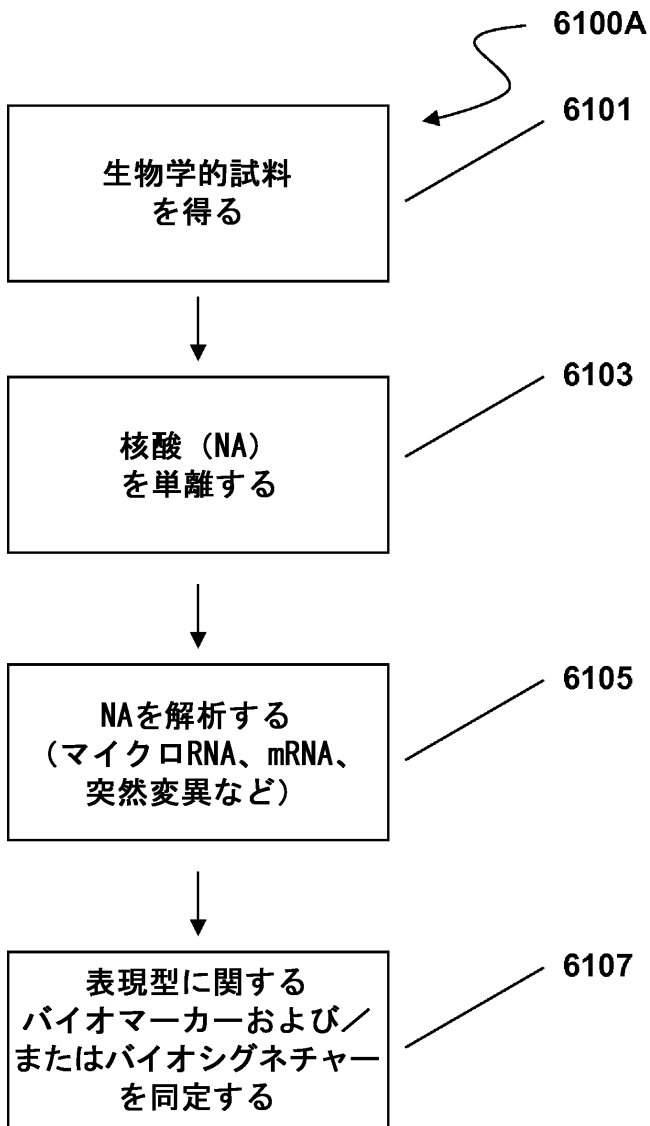 6100A
6101
生物学的試料
を得る
6103
核酸（NA）
を単離する
6105
NAを解析する
（マイクロRNA、mRNA、
突然変異など）
6107
表現型に関する
バイオマーカーおよび／
またはバイオシグネチャー
を同定する